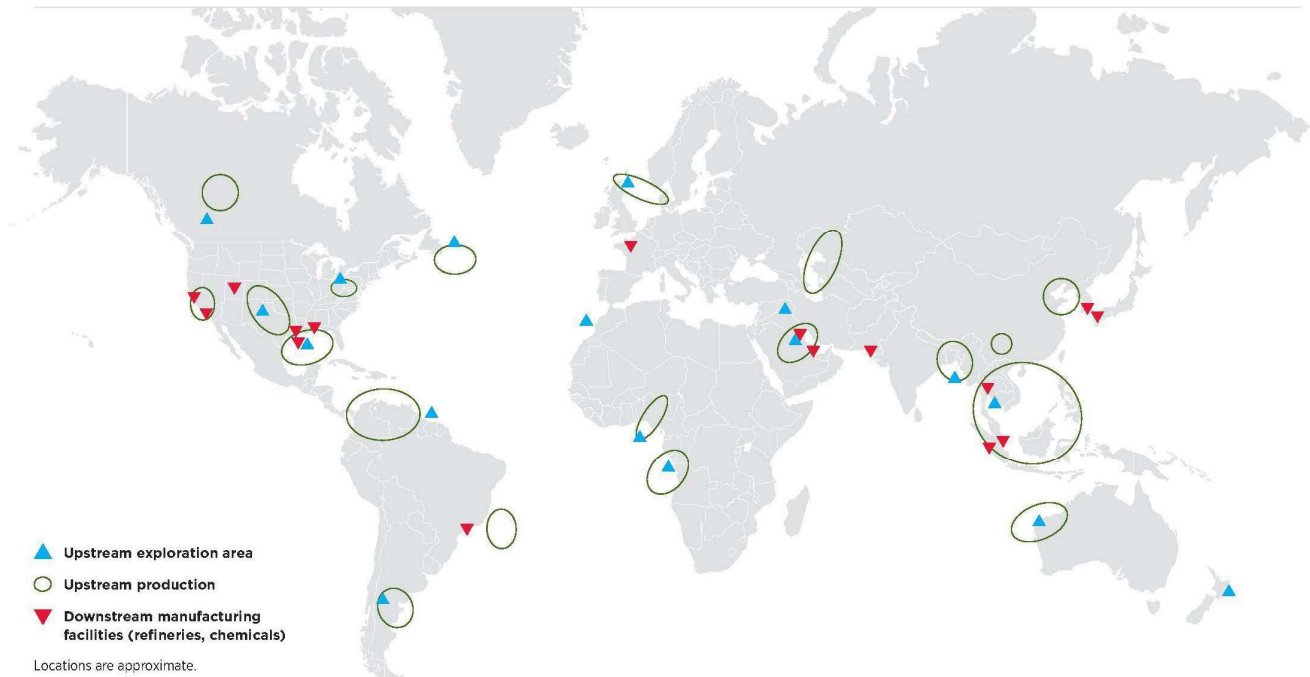 Upstream exploration area
Upstream production
Downstream manufacturing
facilities (refineries, chemicals)
Locations are approximate.